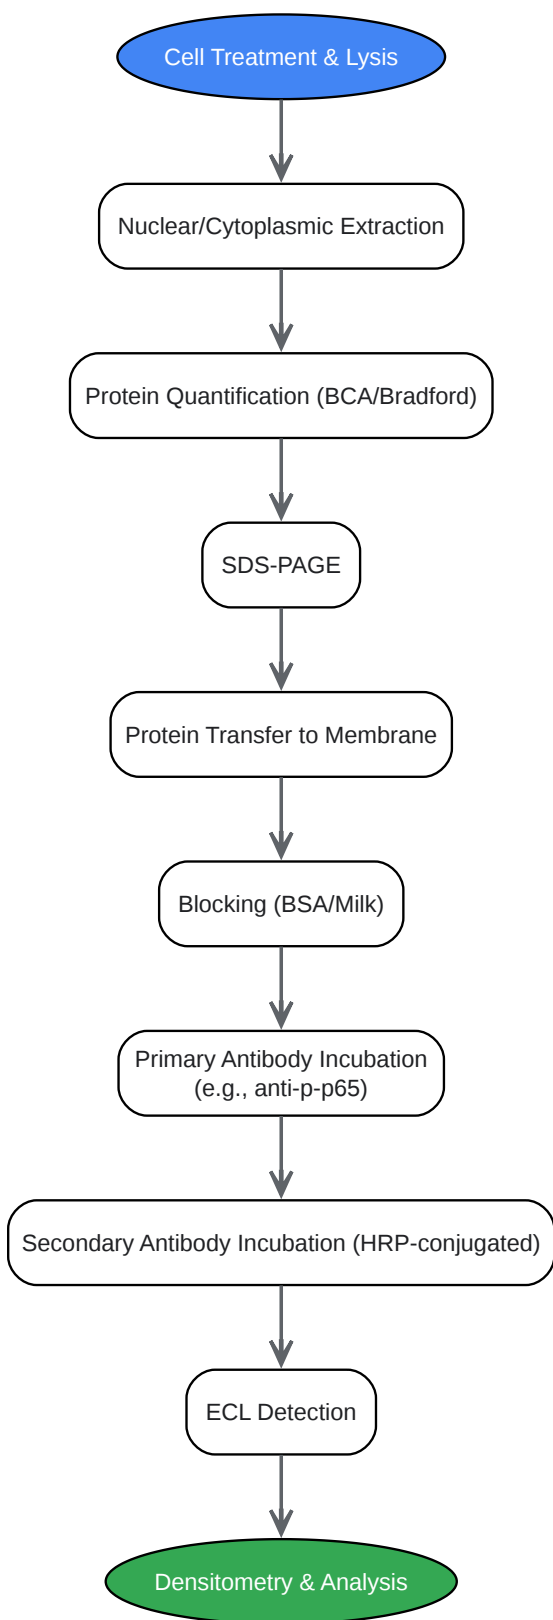 Cell Treatment & Lysis
Nuclear/Cytoplasmic Extraction
Protein Quantification (BCA/Bradford)
SDS-PAGE
Protein Transfer to Membrane
Blocking (BSA/Milk)
Primary Antibody Incubation
(e.g., anti-p-p65)
Secondary Antibody Incubation (HRP-conjugated)
ECL Detection
Densitometry & Analysis